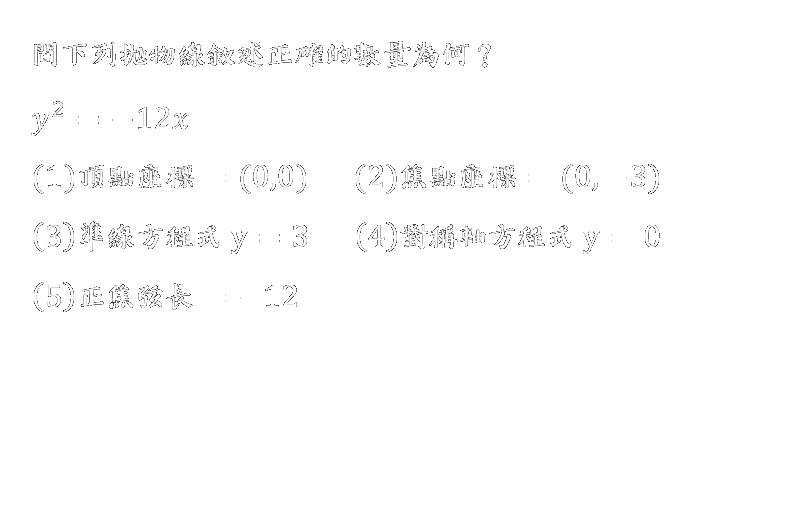 問下列拋物線敘述正確的數量為何？
y² = -12x
(1)頂點座標 = (0,0) (2)焦點座標 = (0, -3)
(3)準線方程式 y = 3 (4)對稱軸方程式 y = 0
(5)正焦弦長 = 12